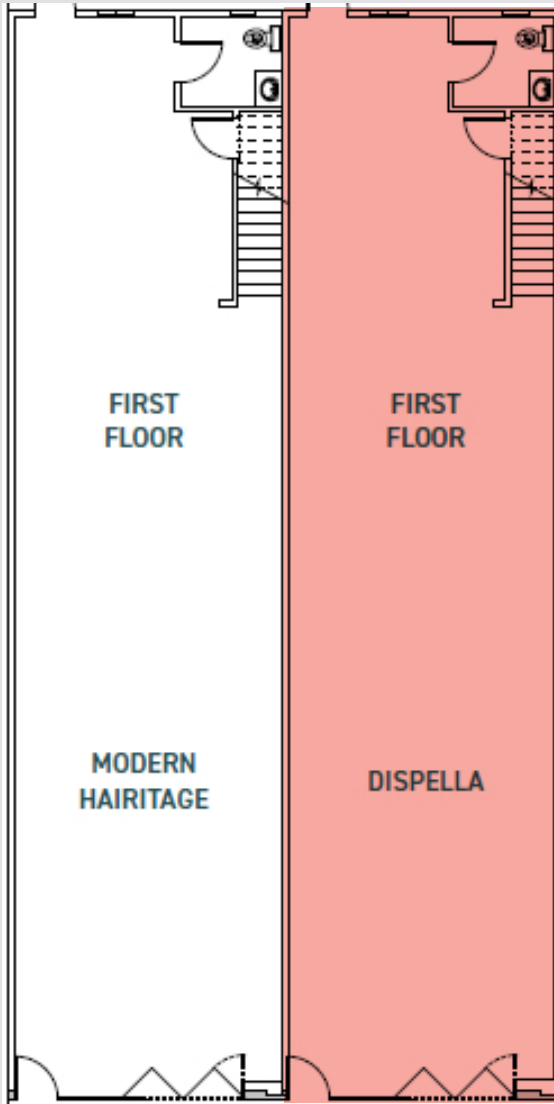 FIRST
FLOOR
FIRST
FLOOR
MODERN
HAIRITAGE
DISPELLA